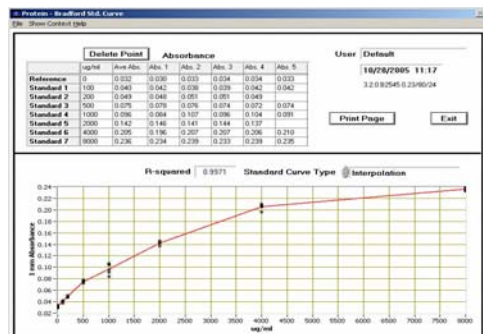 Protein - Bradford Std. Curve
File Show Context Help
Delete Point Absorbance
ug/ml Ave Abs. Abs. 1 Abs. 2 Abs. 3 Abs. 4 Abs. 5
Reference 0 0.032 0.030 0.033 0.034 0.034 0.033
Standard 1 100 0.040 0.042 0.038 0.039 0.042 0.042
Standard 2 200 0.049 0.048 0.051 0.051 0.049
Standard 3 500 0.075 0.078 0.076 0.074 0.072 0.074
Standard 4 1000 0.096 0.084 0.107 0.096 0.104 0.091
Standard 5 2000 0.142 0.146 0.141 0.144 0.137
Standard 6 4000 0.205 0.196 0.207 0.207 0.206 0.210
Standard 7 8000 0.236 0.234 0.239 0.233 0.239 0.235
User Default
10/28/2005 11:17
Print Page Exit
R-squared 0.9971 Standard Curve Type Interpolation
1 mm Absorbance
0.24
0.22
0.20
0.18
0.16
0.14
0.12
0.10
0.08
0.06
0.04
0.02
0 500 1000 1500 2000 2500 3000 3500 4000 4500 5000 5500 6000 6500 7000 7500 8000
ug/ml